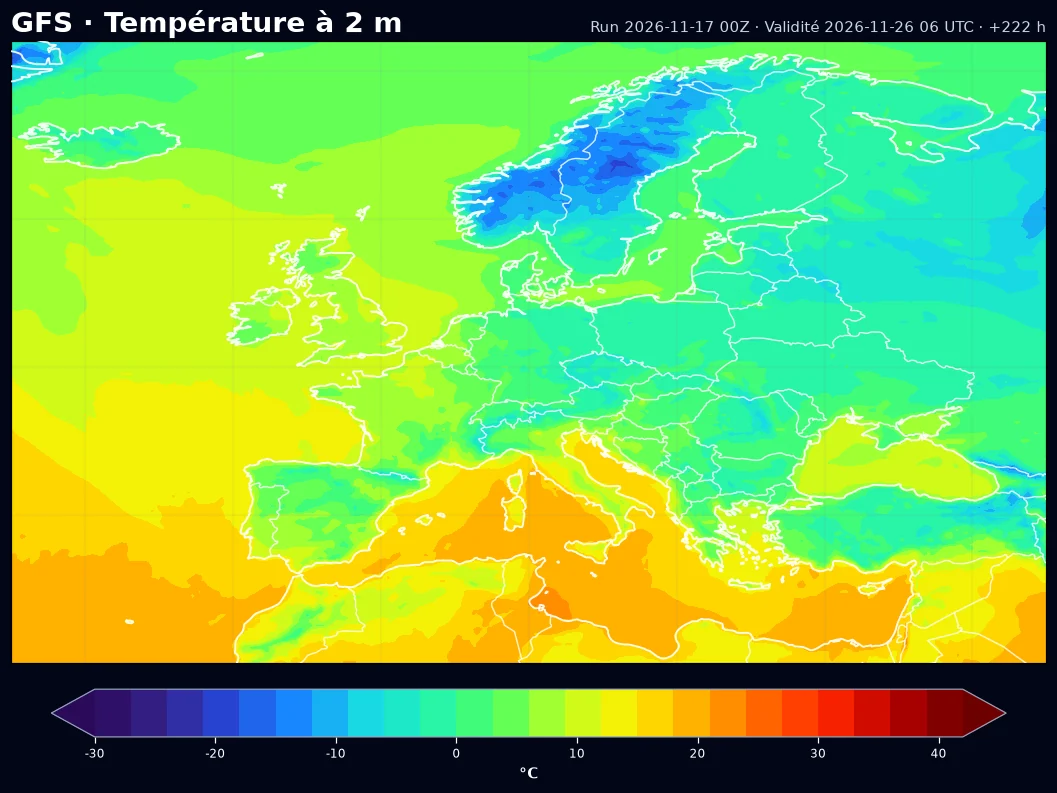 GFS · Température à 2 m
Run 2026-11-17 00Z · Validité 2026-11-26 06 UTC · +222 h
-30 -20 -10 0 10 20 30 40
°C